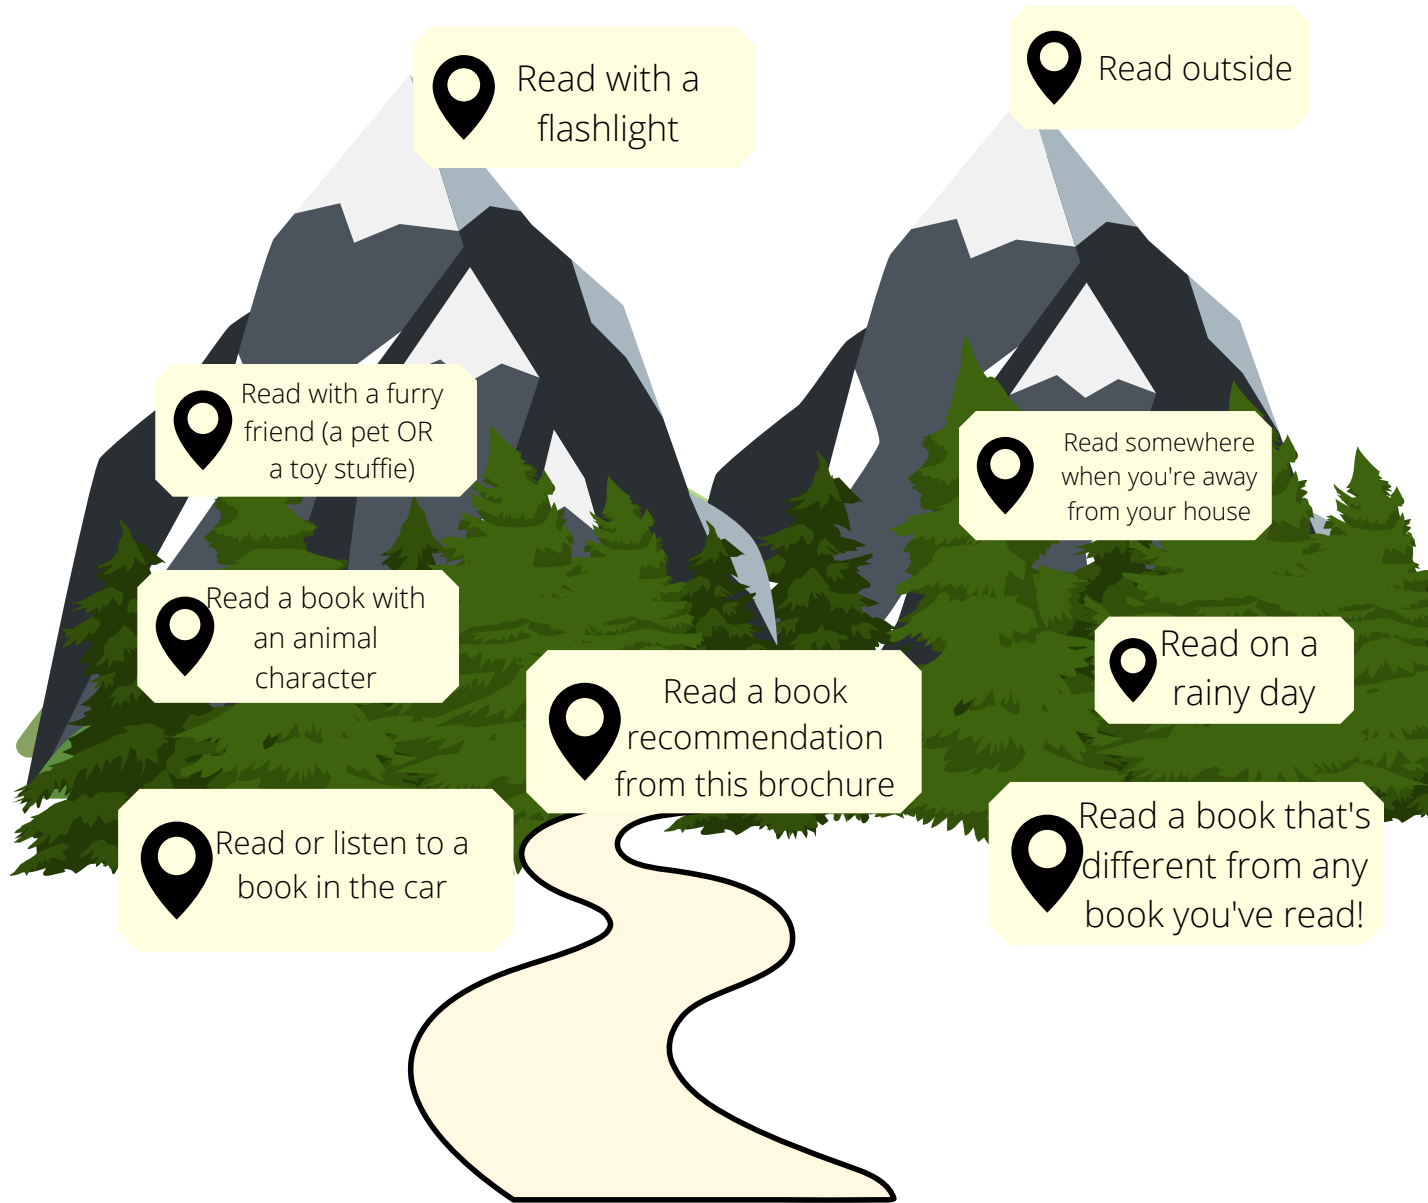 Read with a
flashlight
Read outside
Read with a furry
friend (a pet OR
a toy stuffie)
Read somewhere
when you're away
from your house
Read a book with
an animal
character
Read on a
rainy day
Read a book
recommendation
from this brochure
Read or listen to a
book in the car
Read a book that's
different from any
book you've read!